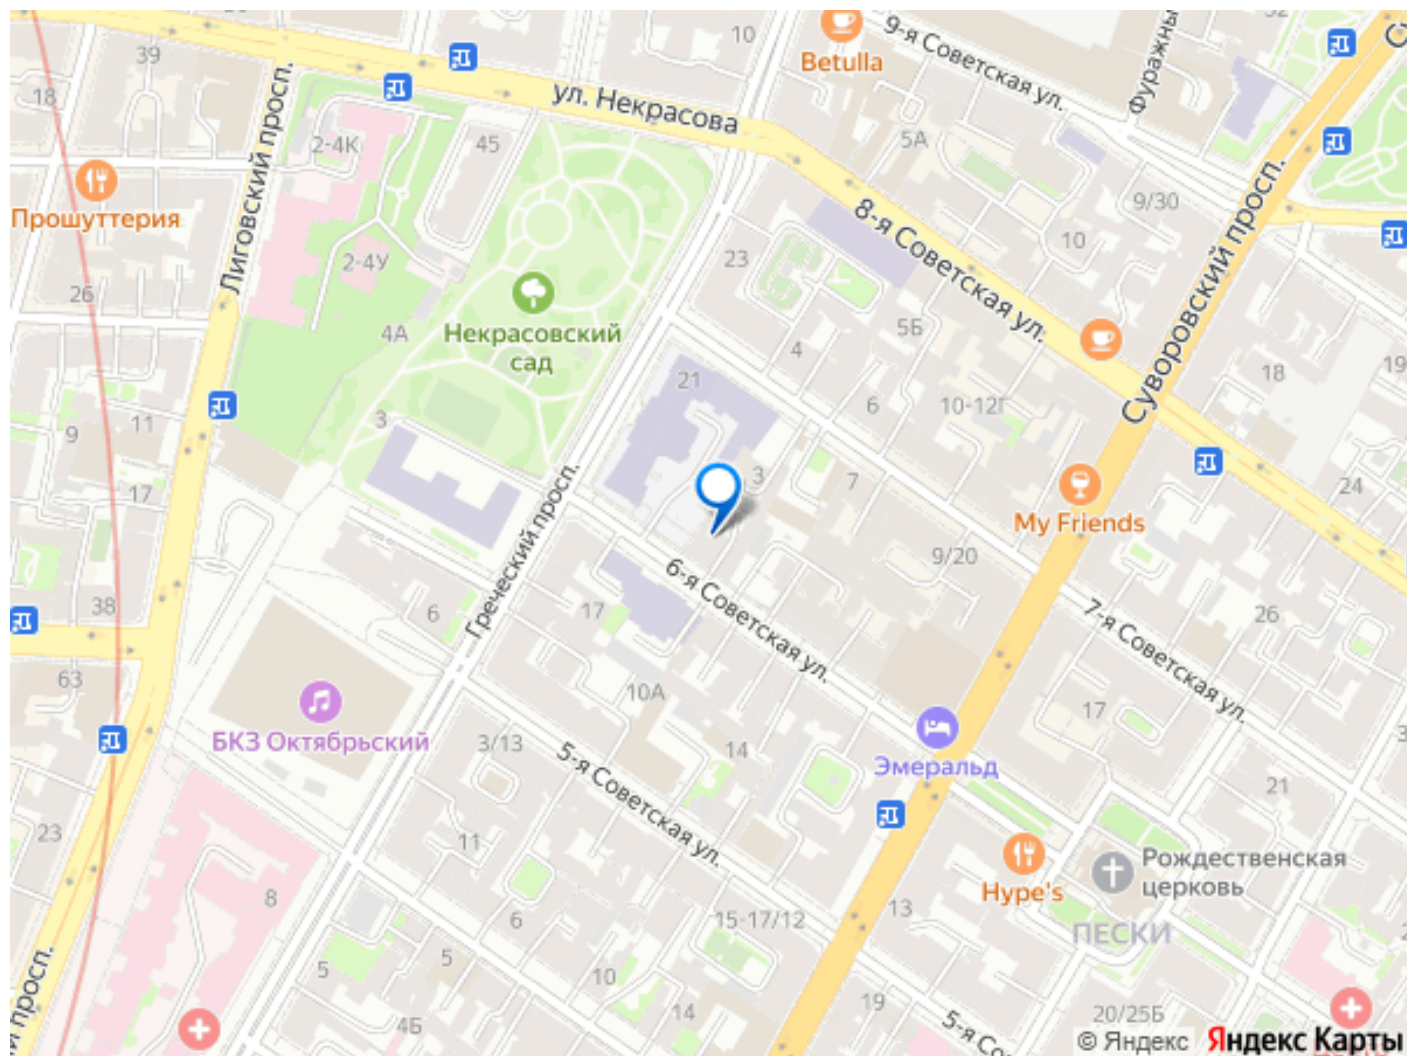 39
10
32
Betulla
9-я Советская ул.
Фуражны
18
ул. Некрасова
5А
2-4К
45
Прошуттерия
Лиговский просп.
9/30
10
8-я Советская ул.
Суворовский просп.
23
2-4У
26
Некрасовский
сад
4А
5Б
4
19
18
21
6
10-12Г
3
11
9
17
3
7
24
My Friends
Греческий просп.
9/20
6-я Советская ул.
38
6
17
26
7-я Советская ул.
63
10А
БКЗ Октябрьский
3/13
14
17
Эмеральд
5-я Советская ул.
21
23
11
Рождественская
церковь
Hype's
8
6
15-17/12
13
ПЕСКИ
5
5
10
14
19
4Б
20/25Б
5-я Со
й просп.
© Яндекс
Яндекс Карты